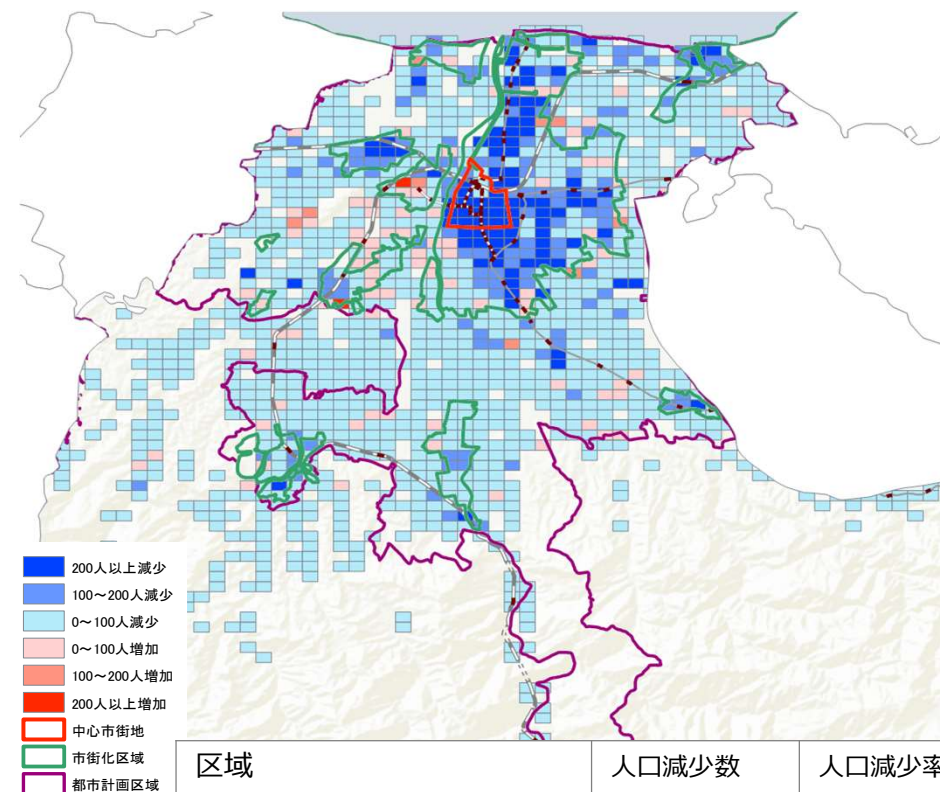 200人以上減少
100～200人減少
0～100人減少
0～100人増加
100～200人増加
200人以上増加
中心市街地
市街化区域
都市計画区域
区域 人口減少数 人口減少率